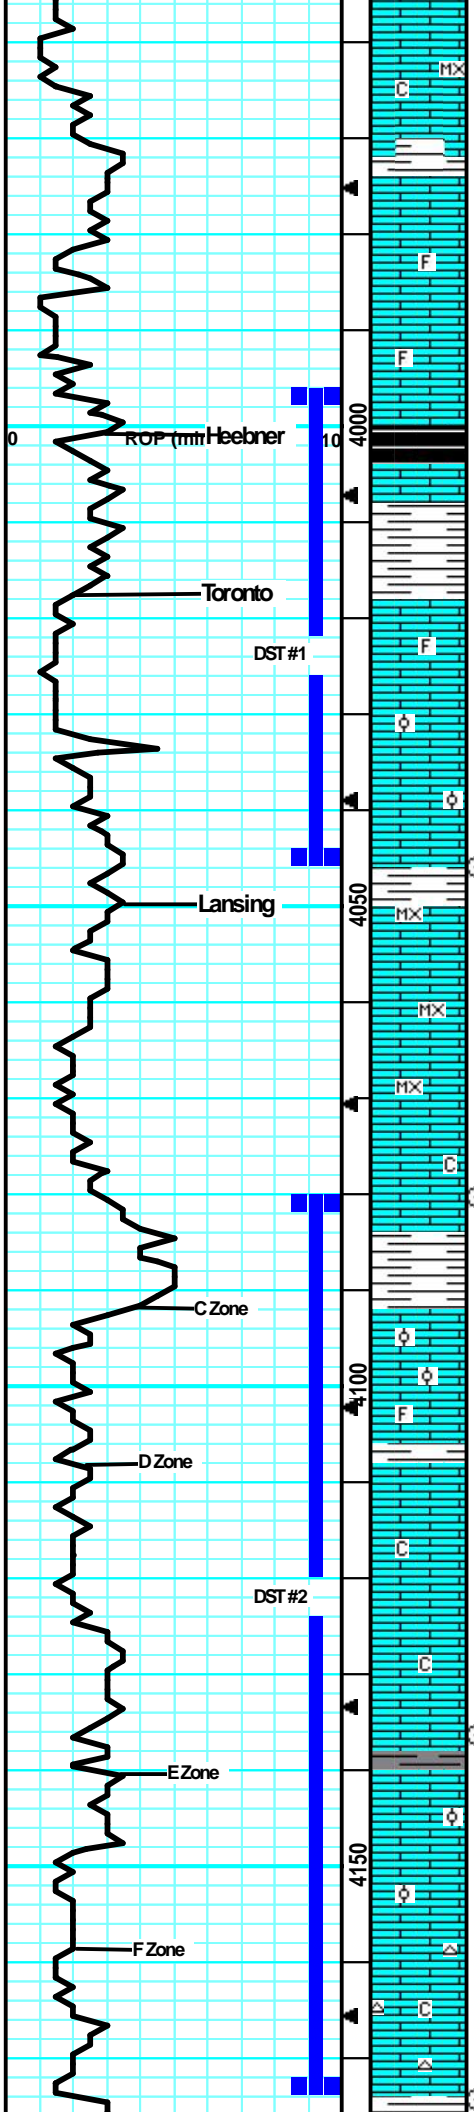 MX
C
F
F
4000
0 ROP (min Heebner 10
Toronto
F
DST #1
ϕ
ϕ
Lansing
4050
MX
MX
MX
C
C Zone
ϕ
4100
ϕ
F
D Zone
C
DST #2
C
E Zone
ϕ
4150
ϕ
F Zone
C